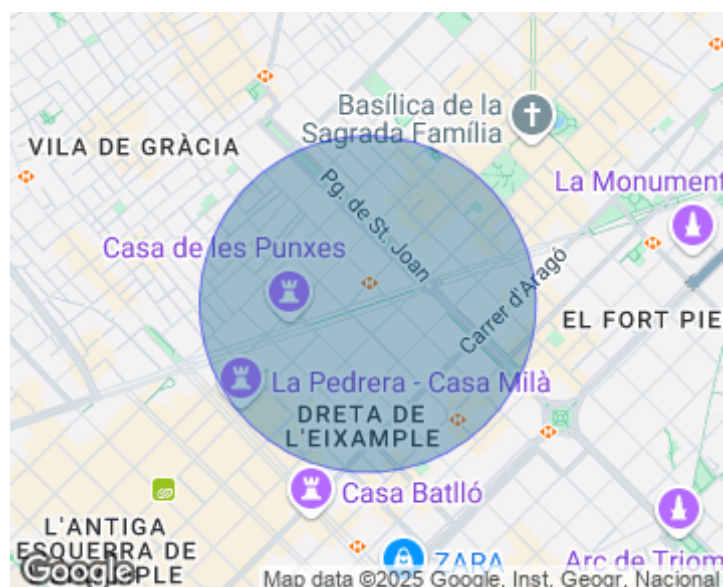 Basílica de la
Sagrada Família
VILA DE GRÀCIA
La Monument
Pg. de St. Joan
Casa de les Punxes
Carrer d'Aragó
EL FORT PIE
La Pedrera - Casa Milà
DRETA DE
L'EIXAMPLE
Casa Batlló
L'ANTIGA
ESQUERRA DE
ZARA
Arc de Triom
Google
Map data ©2025 Google, Inst. Geogr. Nacional